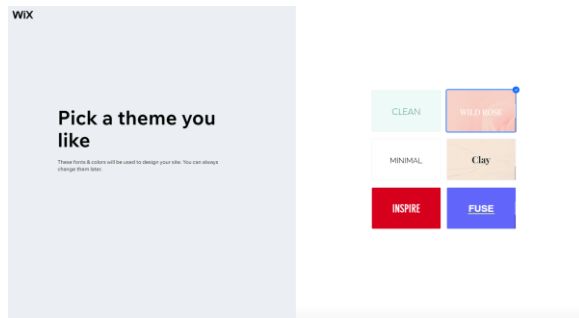 WiX
Pick a theme you
like
These fonts & colors will be used to design your site. You can always
change them later.
CLEAN
WILD ROSE
MINIMAL
Clay
INSPIRE
FUSE